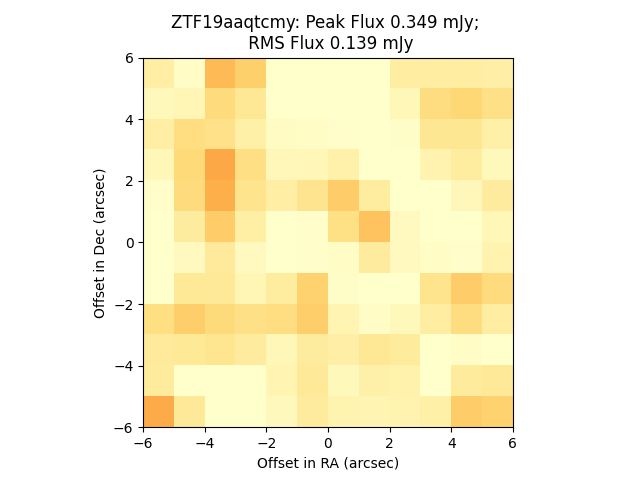 ZTF19aaqtcmy: Peak Flux 0.349 mJy;
RMS Flux 0.139 mJy
6
4
2
0
−2
−4
−6
Offset in Dec (arcsec)
−6 −4 −2 0 2 4 6
Offset in RA (arcsec)